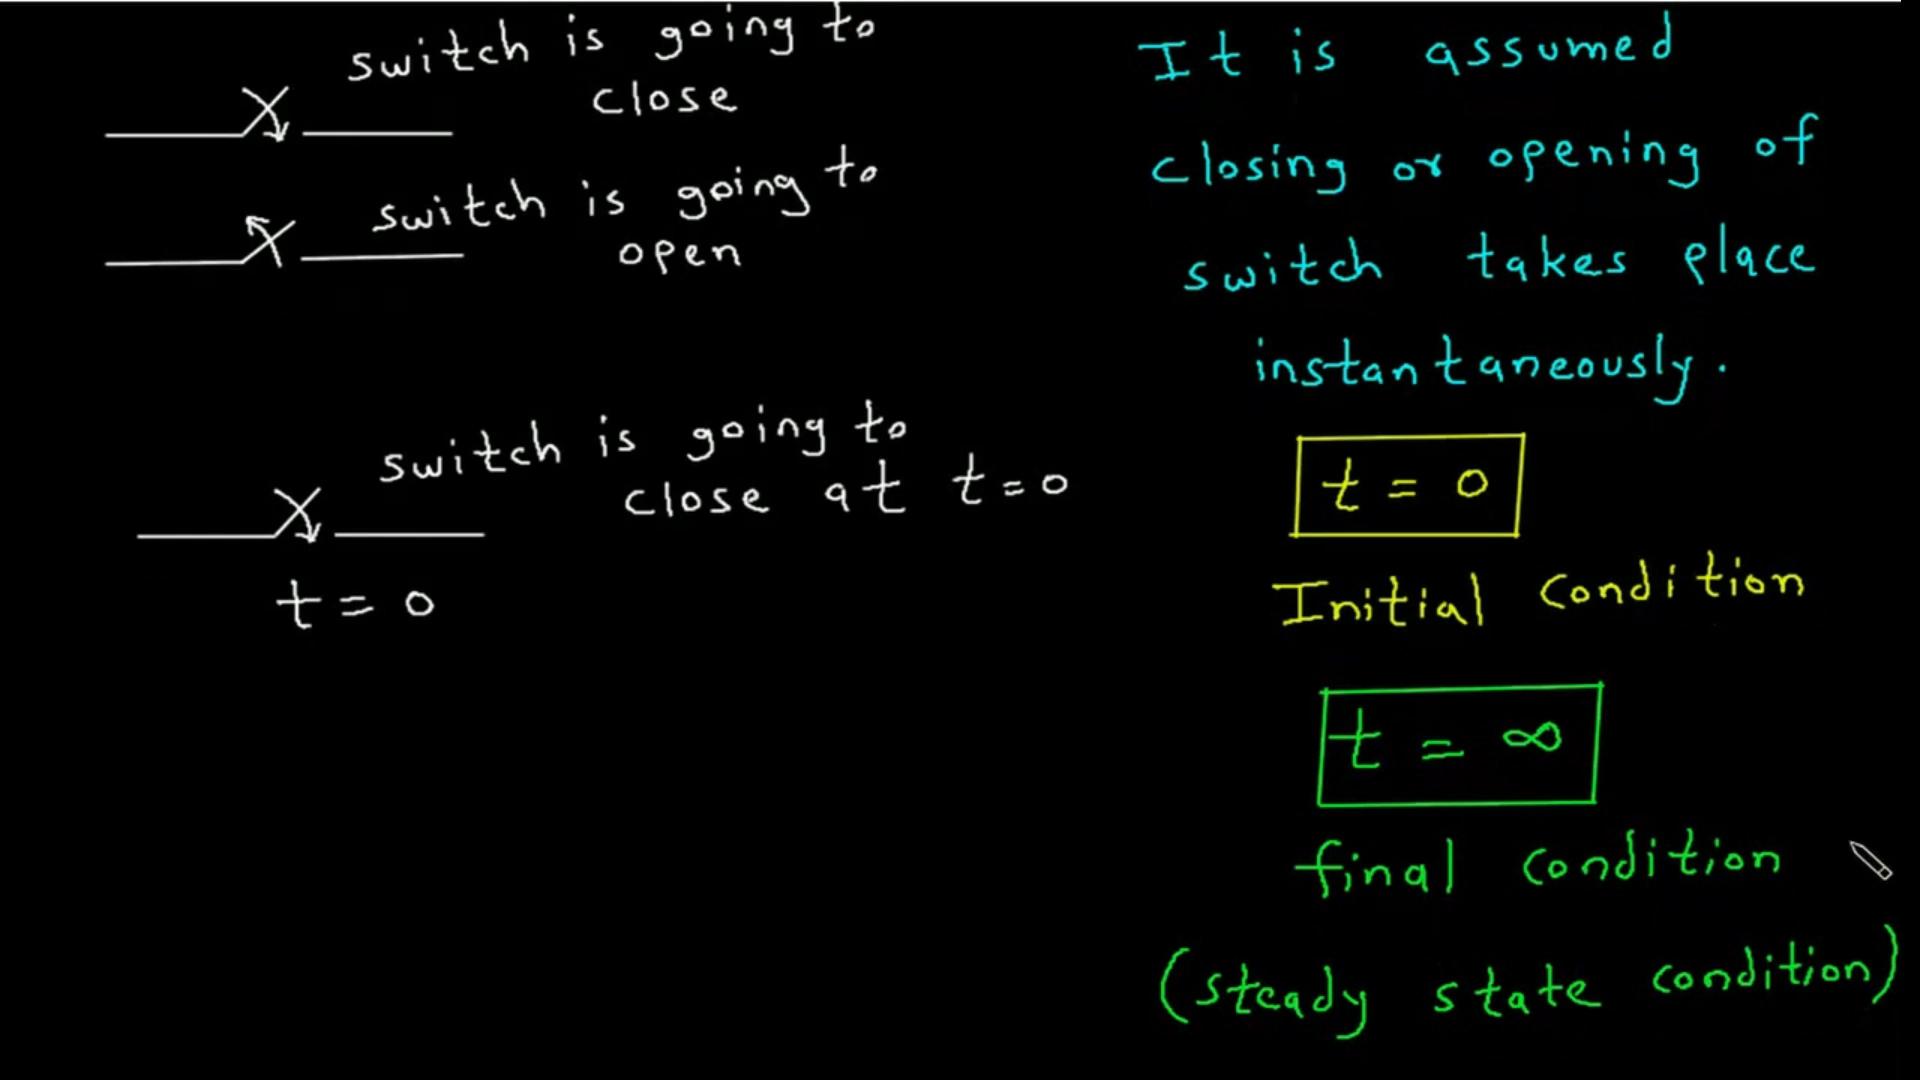 switch is going to
close
switch is going to
open
switch is going to
close at t=0
t = 0
It is assumed
closing or opening of
switch takes place
instantaneously.
t = 0
Initial condition
t = ∞
final condition
(steady state condition)